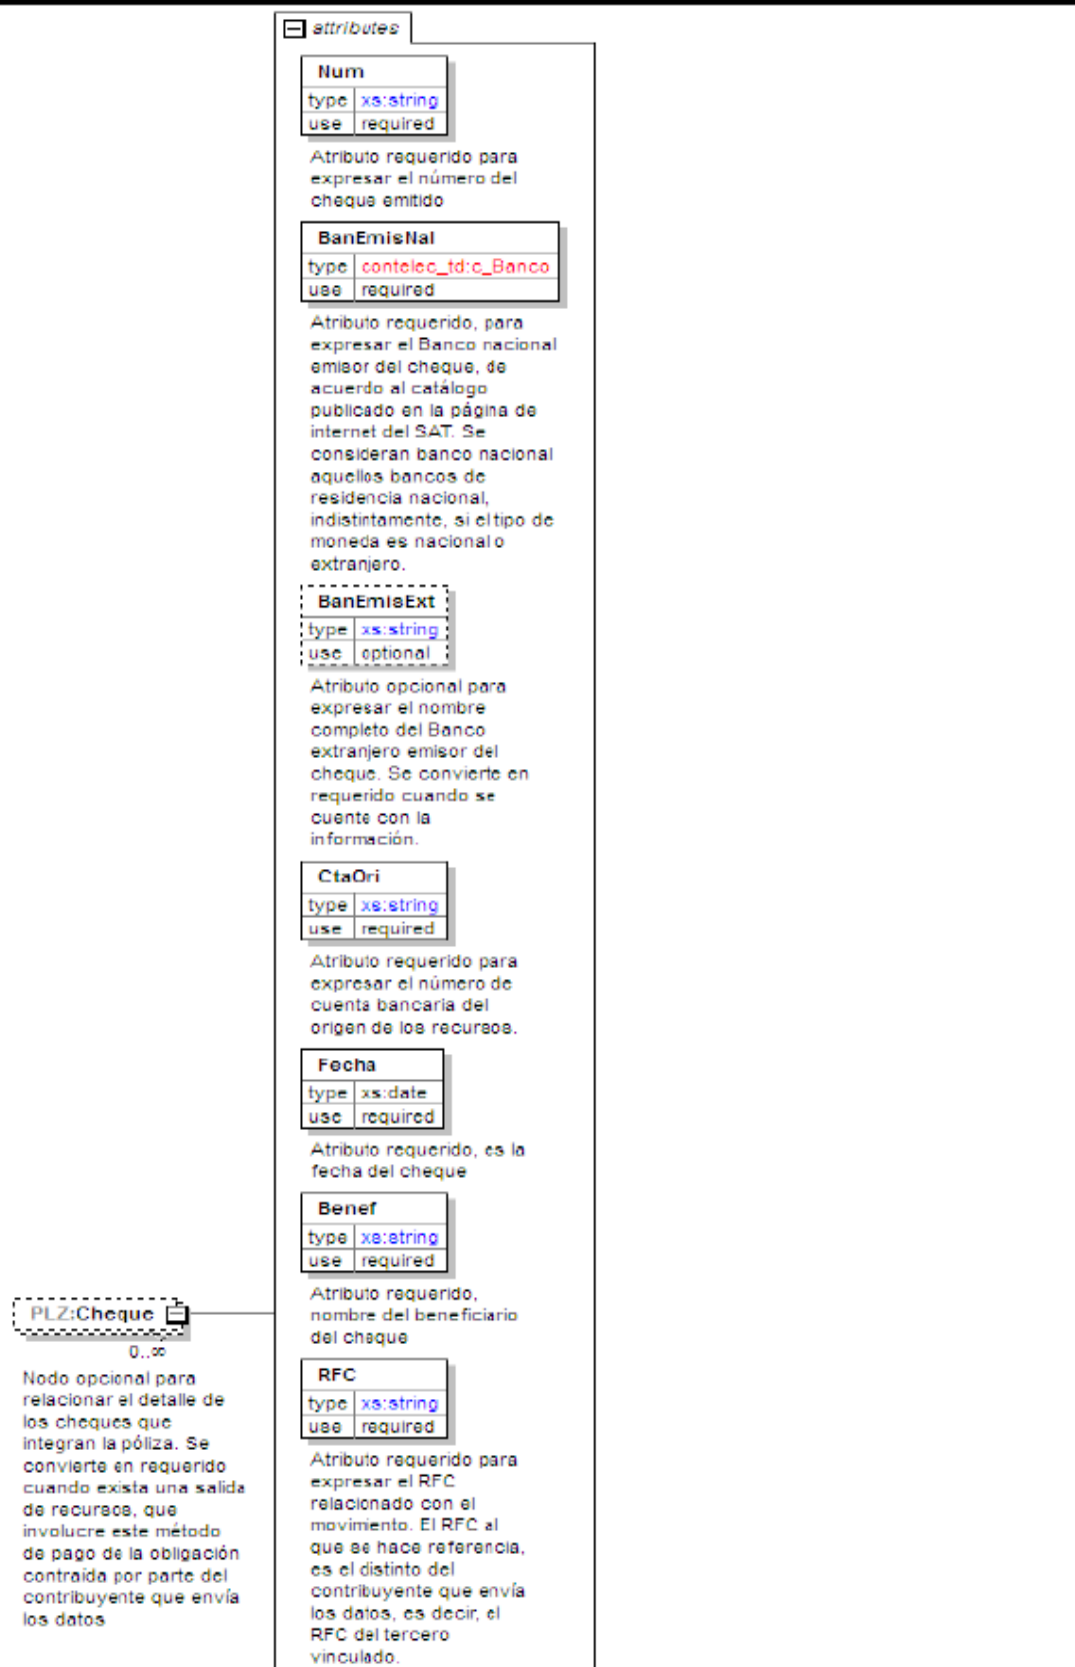 attributes
Num
type xs:string
use required
Atributo requerido para
expresar el número del
cheque emitido
BanEmisNal
type contelec_td:c_Banco
use required
Atributo requerido, para
expresar el Banco nacional
emisor del cheque, de
acuerdo al catálogo
publicado en la página de
internet del SAT. Se
consideran banco nacional
aquellos bancos de
residencia nacional,
indistintamente, si el tipo de
moneda es nacional o
extranjero.
BanEmisExt
type xs:string
use optional
Atributo opcional para
expresar el nombre
completo del Banco
extranjero emisor del
cheque. Se convierte en
requerido cuando se
cuente con la
información.
CtaOri
type xs:string
use required
Atributo requerido para
expresar el número de
cuenta bancaria del
origen de los recursos.
Fecha
type xs:date
use required
Atributo requerido, es la
fecha del cheque
Benef
type xs:string
use required
Atributo requerido,
nombre del beneficiario
del cheque
RFC
type xs:string
use required
Atributo requerido para
expresar el RFC
relacionado con el
movimiento. El RFC al
que se hace referencia,
es el distinto del
contribuyente que envía
los datos, es decir, el
RFC del tercero
vinculado.
PLZ:Cheque
0..∞
Nodo opcional para
relacionar el detalle de
los cheques que
integran la póliza. Se
convierte en requerido
cuando exista una salida
de recursos, que
involucre este método
de pago de la obligación
contraída por parte del
contribuyente que envía
los datos